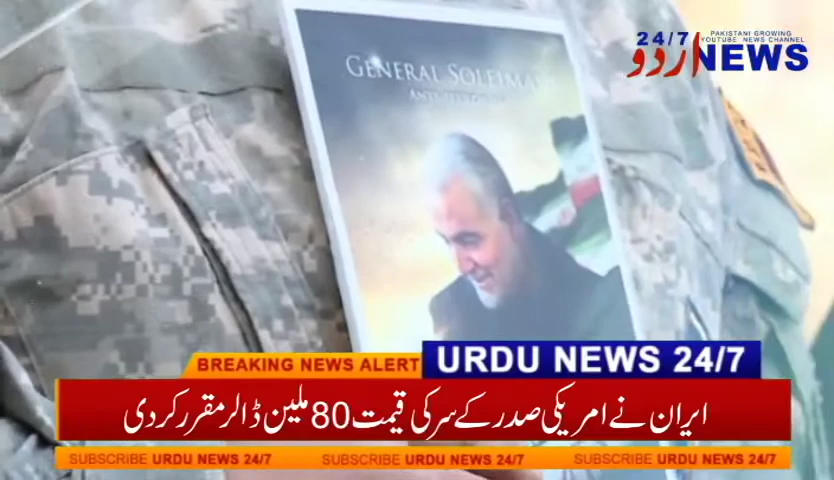 PAKISTANI GROWING
24/7 YOUTUBE NEWS CHANNEL
اردو NEWS
GENERAL SOLEIMA
BREAKING NEWS ALERT
URDU NEWS 24/7
ایران نے امریکی صدر کے سر کی قیمت 80 ملین ڈالر مقرر کر دی
SUBSCRIBE URDU NEWS 24/7 SUBSCRIBE URDU NEWS 24/7 SUBSCRIBE URDU NEWS 24/7